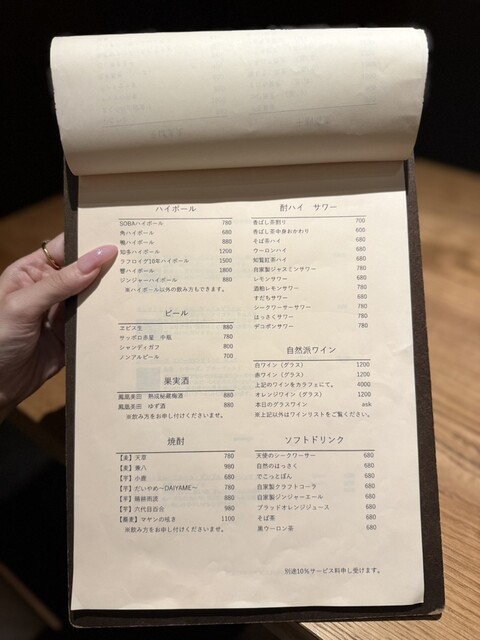 ハイボール
SOBAハイボール 780
角ハイボール 680
鴨ハイボール 880
知多ハイボール 1200
ラフロイグ10年ハイボール 1500
響ハイボール 1800
ジンジャーハイボール 880
※ハイボール以外の飲み方もできます。
ビール
ヱビス生 880
サッポロ赤星 中瓶 780
シャンディガフ 800
ノンアルビール 700
果実酒
鳳凰美田 熟成秘蔵梅酒 880
鳳凰美田 ゆず酒 880
※飲み方をお申し付けくださいませ。
焼酎
【麦】天草 780
【麦】兼八 980
【芋】小鹿 680
【芋】だいやめ〜DAIYAME〜 780
【芋】 880
【芋】六代目百合 980
【蕎麦】マヤンの呟き 1100
※飲み方をお申し付けくださいませ。
酎ハイ サワー
香ばし茶割り 700
香ばし茶中身おかわり 600
そば茶ハイ 680
ウーロンハイ 680
和紅茶ハイ 680
自家製ジャスミンサワー 780
レモンサワー 680
酒粕レモンサワー 780
すだちサワー 680
シークワーサーサワー 780
はっさくサワー 780
デコポンサワー 780
自然派ワイン
白ワイン（グラス） 1200
赤ワイン（グラス） 1200
上記のワインをカラフェにて。 4000
オレンジワイン（グラス） 1200
本日のグラスワイン ask
※上記以外はワインリストをご覧ください。
ソフトドリンク
天使のシークワーサー 680
自然のはっさく 680
でこっとぽん 680
自家製クラフトコーラ 680
自家製ジンジャーエール 680
ブラッドオレンジジュース 680
そば茶 680
黒ウーロン茶 680
別途10%サービス料申し受けます。